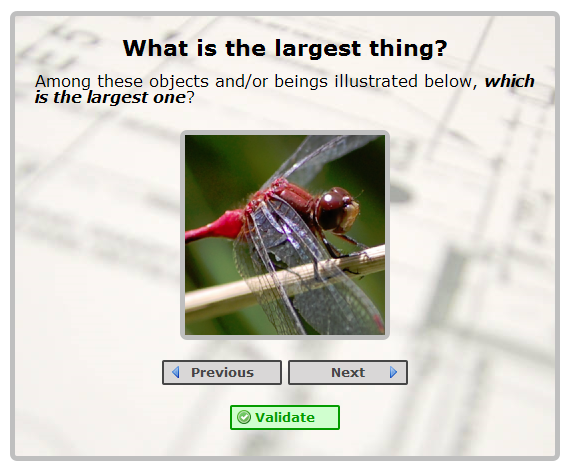 What is the largest thing?
Among these objects and/or beings illustrated below, which
is the largest one?
Previous
Next
Validate